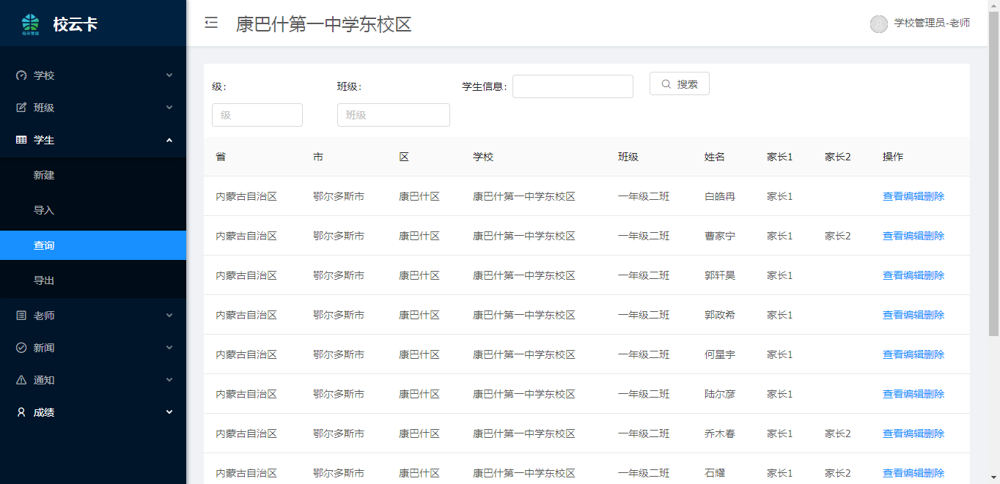 校云卡
学校
班级
学生
新建
导入
查询
导出
老师
新闻
通知
成绩
康巴什第一中学东校区
学校管理员-老师
级: 班级: 学生信息: 搜索
级 班级
省 市 区 学校 班级 姓名 家长1 家长2 操作
内蒙古自治区 鄂尔多斯市 康巴什区 康巴什第一中学东校区 一年级二班 白皓冉 家长1 查看编辑删除
内蒙古自治区 鄂尔多斯市 康巴什区 康巴什第一中学东校区 一年级二班 曹家宁 家长1 家长2 查看编辑删除
内蒙古自治区 鄂尔多斯市 康巴什区 康巴什第一中学东校区 一年级二班 郭轩昊 家长1 查看编辑删除
内蒙古自治区 鄂尔多斯市 康巴什区 康巴什第一中学东校区 一年级二班 郭政希 家长1 查看编辑删除
内蒙古自治区 鄂尔多斯市 康巴什区 康巴什第一中学东校区 一年级二班 何星宇 家长1 查看编辑删除
内蒙古自治区 鄂尔多斯市 康巴什区 康巴什第一中学东校区 一年级二班 陆尔彦 家长1 查看编辑删除
内蒙古自治区 鄂尔多斯市 康巴什区 康巴什第一中学东校区 一年级二班 乔木春 家长1 家长2 查看编辑删除
内蒙古自治区 鄂尔多斯市 康巴什区 康巴什第一中学东校区 一年级二班 石耀 家长1 家长2 查看编辑删除